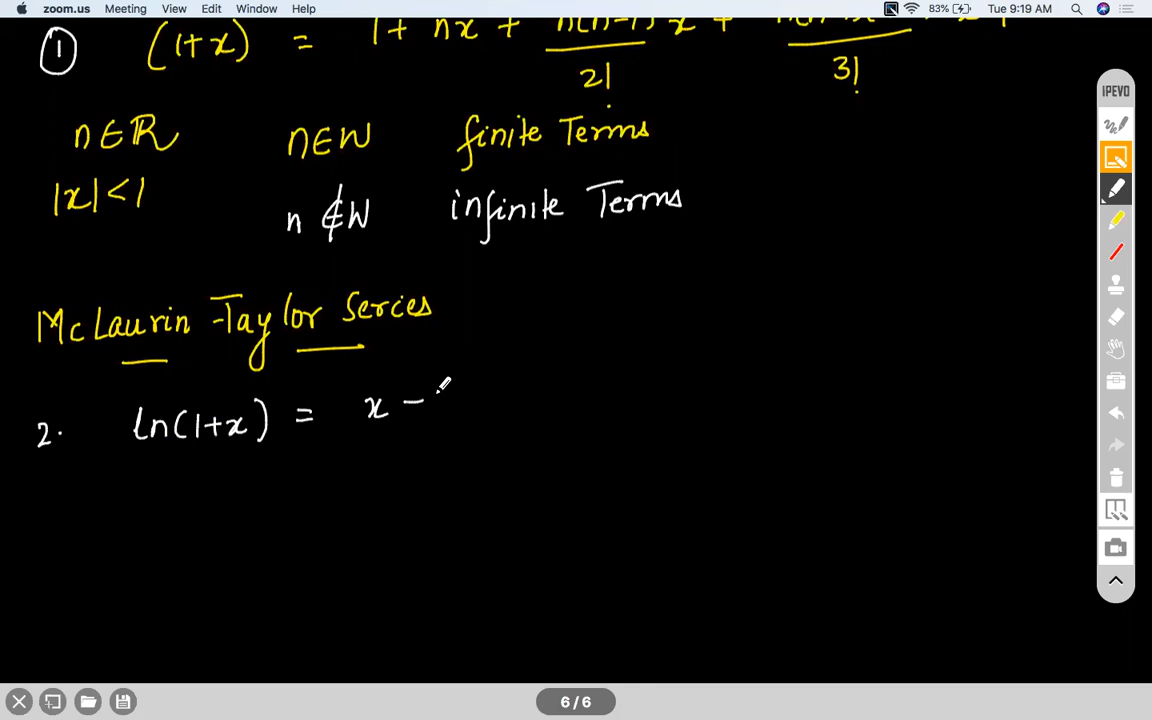 zoom.us Meeting View Edit Window Help 83% Tue 9:19 AM
① (1+x) = 1 + nx + n(n-1) x +
2! 3!
n∈R n∈W finite Terms
|x|<1 n∉W infinite Terms
McLaurin-Taylor Series
2. ln(1+x) = x -
IPEVO
6/6